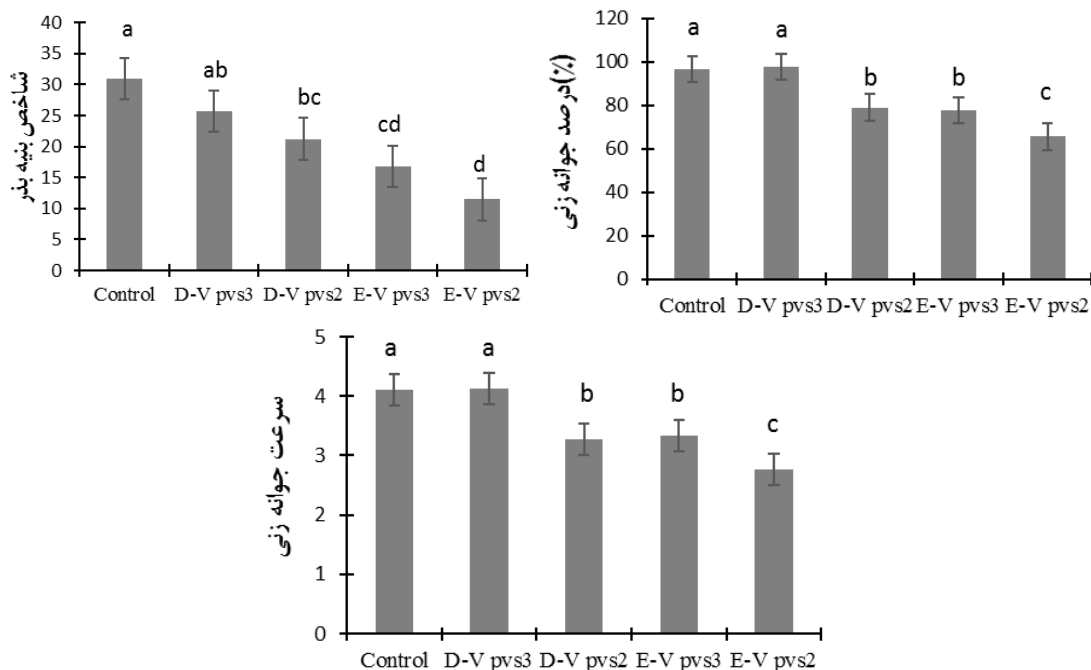 شاخص بنیه بذر
40
35
30
25
20
15
10
5
0
a
ab
bc
cd
d
Control D-V pvs3 D-V pvs2 E-V pvs3 E-V pvs2
درصد جوانه زنی(%)
120
100
80
60
40
20
0
a
a
b
b
c
Control D-V pvs3 D-V pvs2 E-V pvs3 E-V pvs2
سرعت جوانه زنی
5
4
3
2
1
0
a
a
b
b
c
Control D-V pvs3 D-V pvs2 E-V pvs3 E-V pvs2